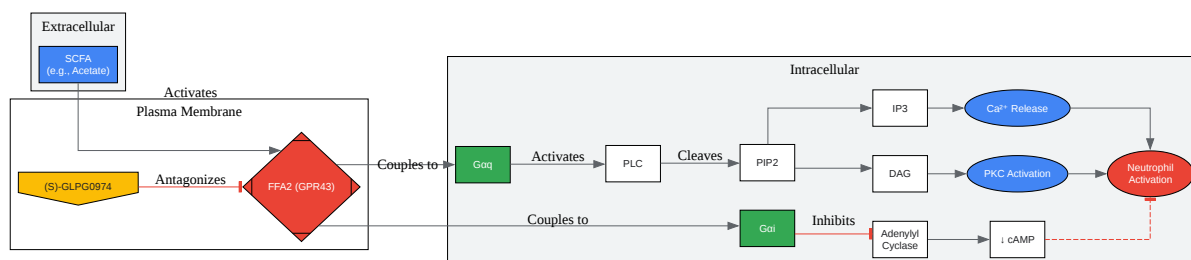 Extracellular
SCFA
(e.g., Acetate)
Activates
Plasma Membrane
(S)-GLPG0974
Antagonizes
FFA2 (GPR43)
Couples to
Couples to
Intracellular
Gαq
Activates
PLC
Cleaves
PIP2
IP3
Ca²⁺ Release
DAG
PKC Activation
Neutrophil
Activation
Gαi
Inhibits
Adenylyl
Cyclase
↓ cAMP